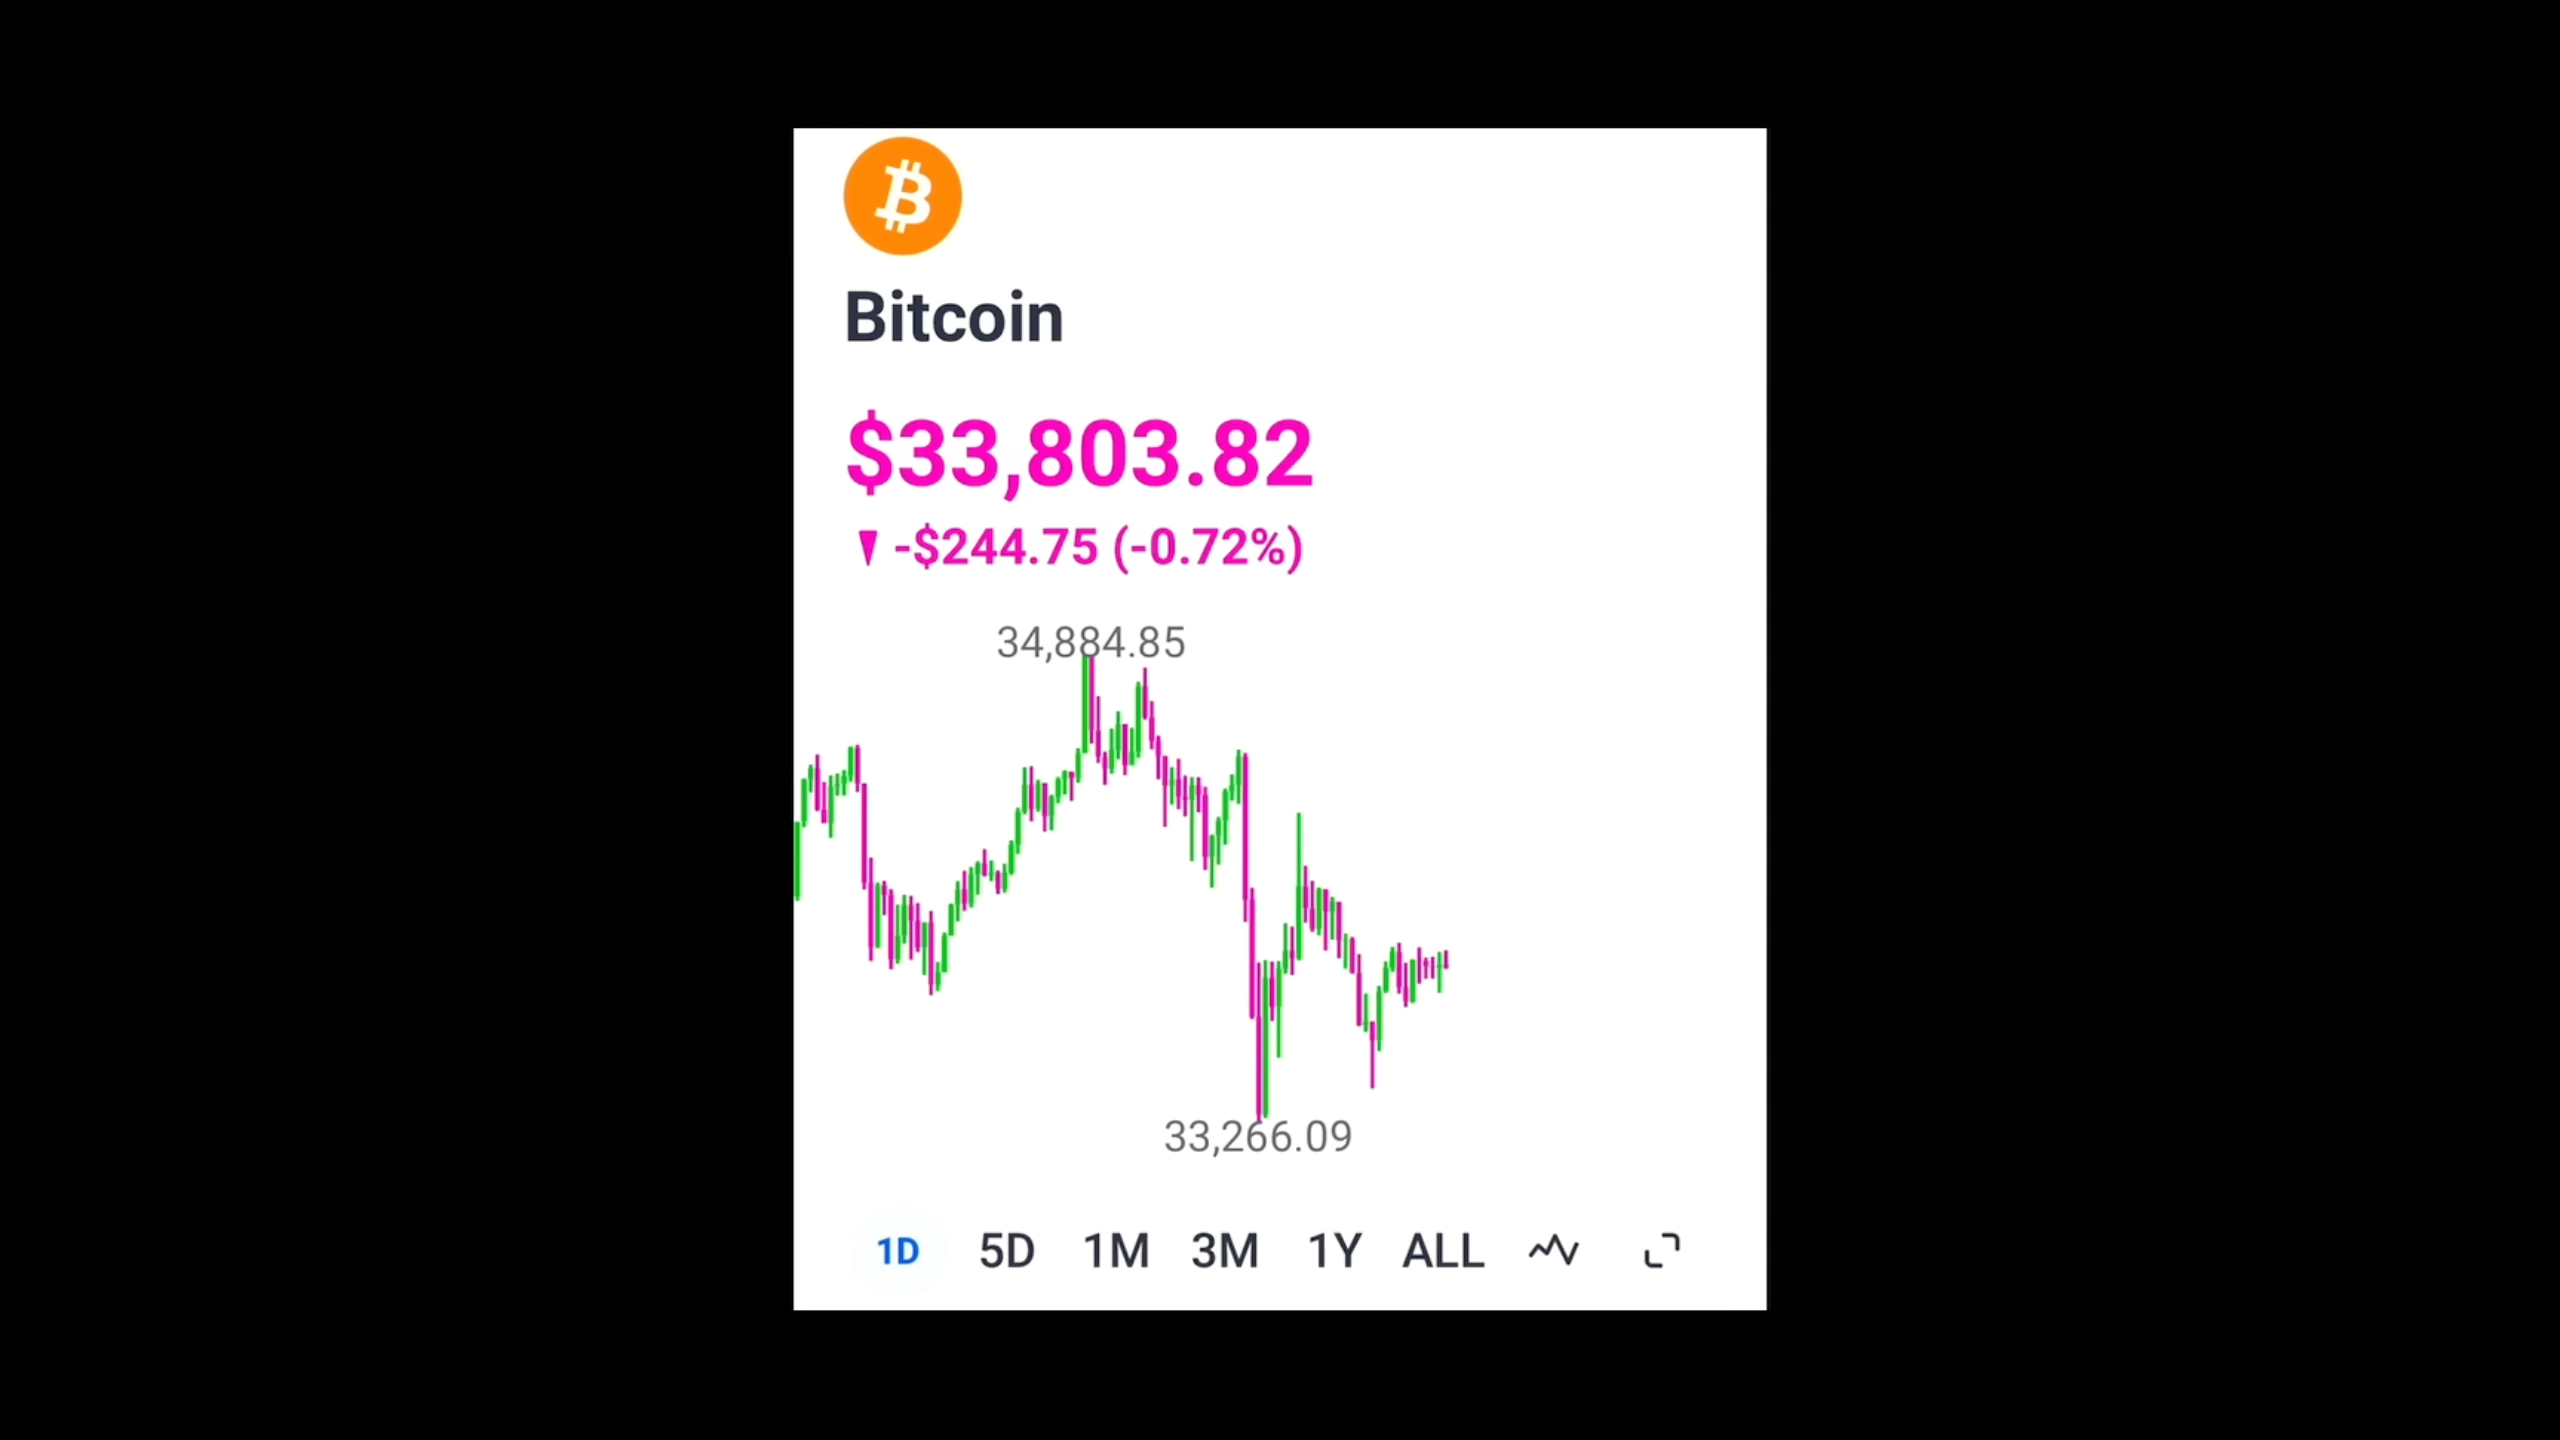 Bitcoin
$33,803.82
▼ -$244.75 (-0.72%)
34,884.85
33,266.09
1D 5D 1M 3M 1Y ALL